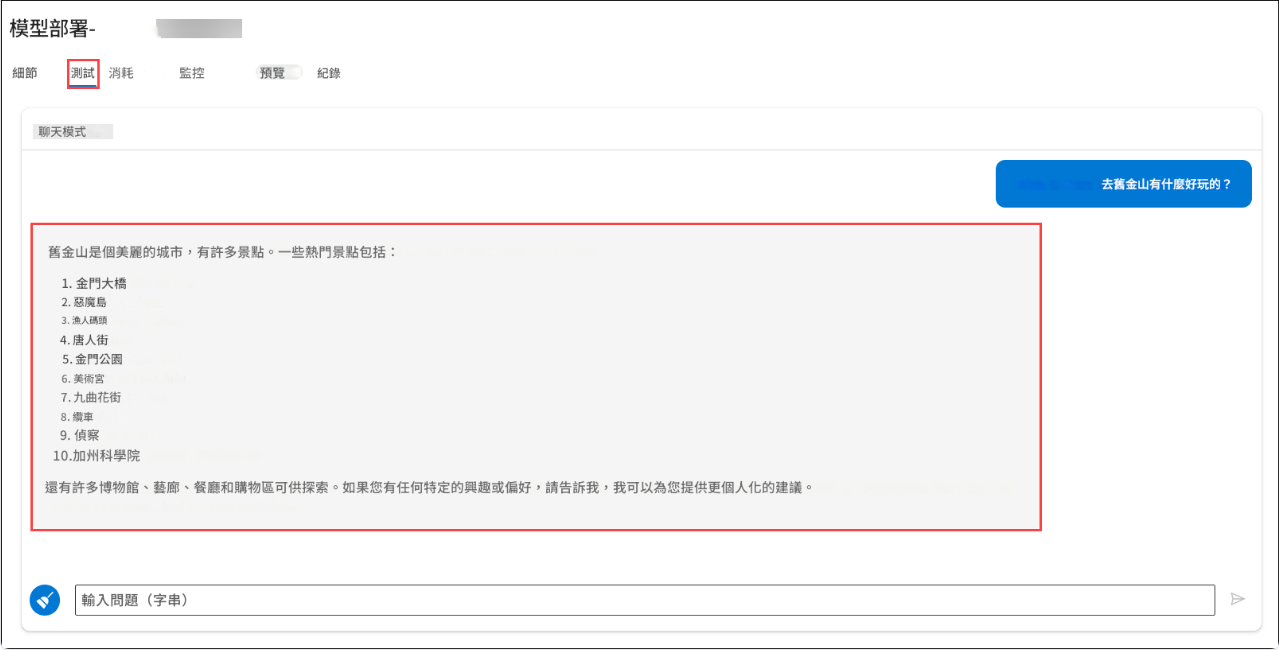 模型部署-
細節 測試 消耗 監控 預覽 紀錄
聊天模式
去舊金山有什麼好玩的？
舊金山是個美麗的城市，有許多景點。一些熱門景點包括：
1. 金門大橋
2. 惡魔島
3. 漁人碼頭
4. 唐人街
5. 金門公園
6. 美術宮
7. 九曲花街
8. 纜車
9. 偵察
10.加州科學院
還有許多博物館、藝廊、餐廳和購物區可供探索。如果您有任何特定的興趣或偏好，請告訴我，我可以為您提供更個人化的建議。
輸入問題（字串）